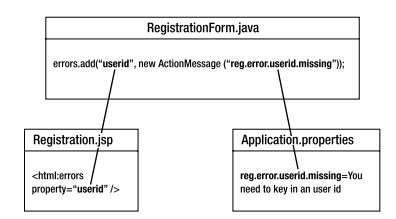 RegistrationForm.java
errors.add(“userid”, new ActionMessage (“reg.error.userid.missing”));
Registration.jsp
<html:errors
property=“userid” />
Application.properties
reg.error.userid.missing=You
need to key in an user id